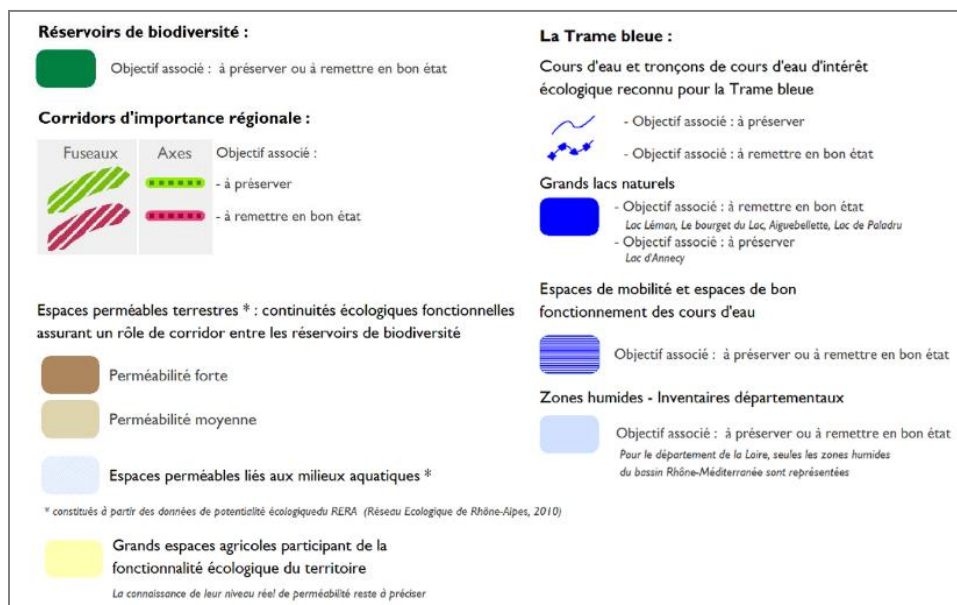 Réservoirs de biodiversité :
Objectif associé : à préserver ou à remettre en bon état
Corridors d'importance régionale :
Fuseaux
Axes
Objectif associé :
- à préserver
- à remettre en bon état
Espaces perméables terrestres * : continuités écologiques fonctionnelles
assurant un rôle de corridor entre les réservoirs de biodiversité
Perméabilité forte
Perméabilité moyenne
Espaces perméables liés aux milieux aquatiques *
* constitués à partir des données de potentialité écologiquedu RERA (Réseau Ecologique de Rhône-Alpes, 2010)
Grands espaces agricoles participant de la
fonctionnalité écologique du territoire
La connaissance de leur niveau réel de perméabilité reste à préciser
La Trame bleue :
Cours d'eau et tronçons de cours d'eau d'intérêt
écologique reconnu pour la Trame bleue
- Objectif associé : à préserver
- Objectif associé : à remettre en bon état
Grands lacs naturels
- Objectif associé : à remettre en bon état
Lac Léman, Le bourget du Lac, Aiguebellette, Lac de Paladru
- Objectif associé : à préserver
Lac d'Annecy
Espaces de mobilité et espaces de bon
fonctionnement des cours d'eau
Objectif associé : à préserver ou à remettre en bon état
Zones humides - Inventaires départementaux
Objectif associé : à préserver ou à remettre en bon état
Pour le département de la Loire, seules les zones humides
du bassin Rhône-Méditerranée sont représentées